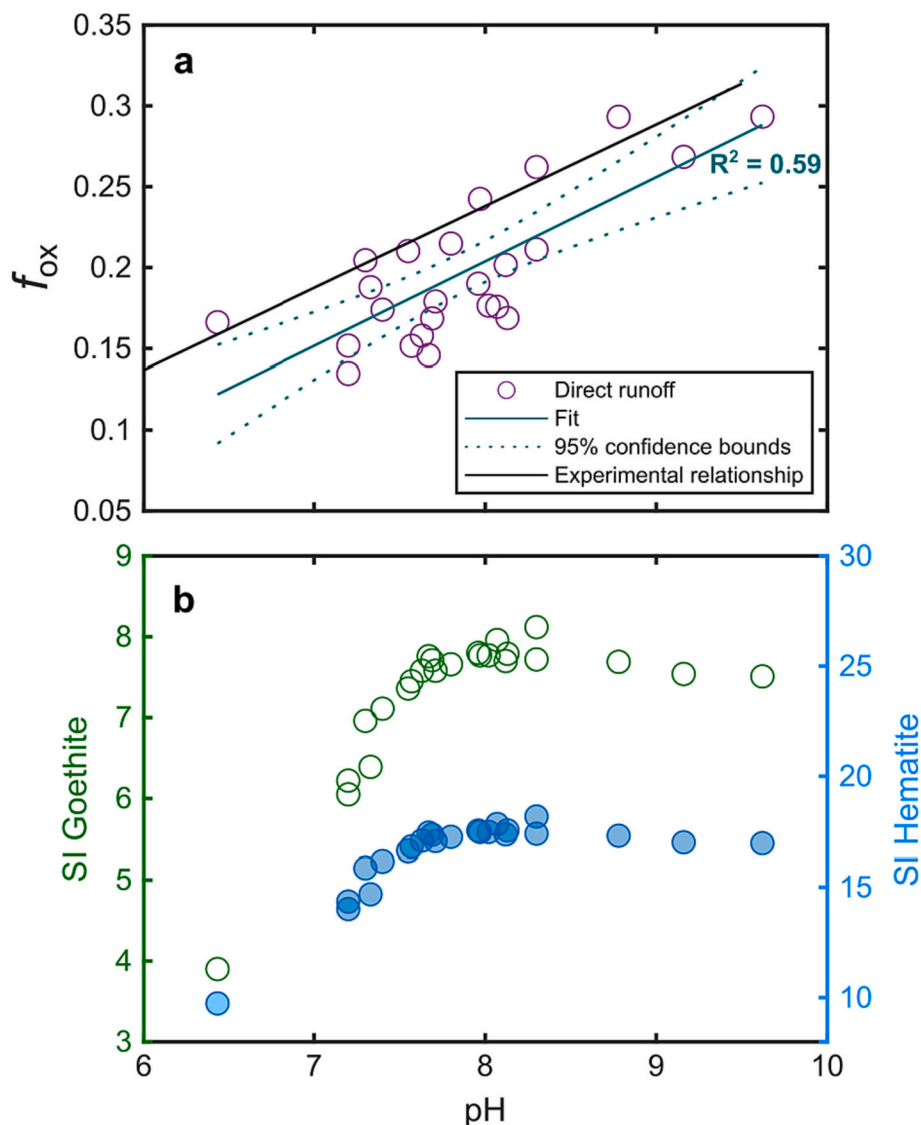 a
0.35
0.3
0.25
0.2
0.15
0.1
0.05
fox
R² = 0.59
Direct runoff
Fit
95% confidence bounds
Experimental relationship
b
9
8
7
6
5
4
3
SI Goethite
30
25
20
15
10
SI Hematite
6 7 8 9 10
pH